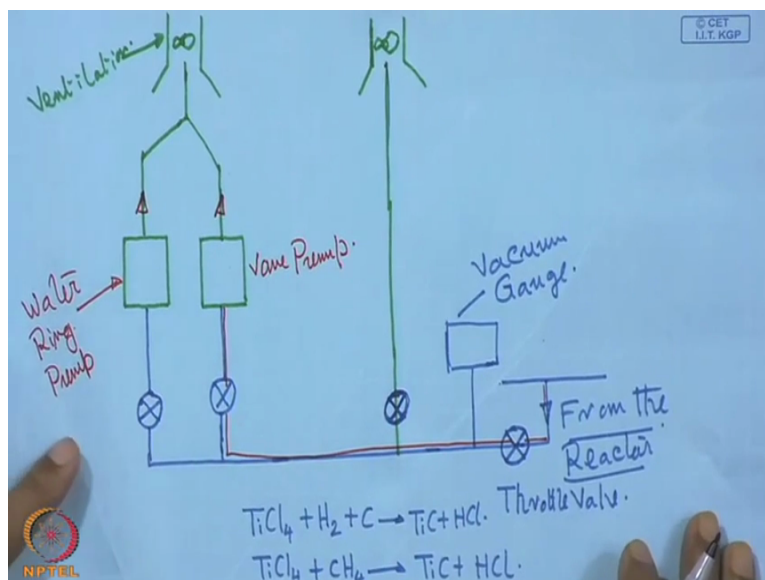 © CET
I.I.T. KGP
Ventilation
Water
Ring
Pump
Vane Pump.
Vacuum
Gauge.
From the
Reactor
Throttle Valve.
TiCl4 + H2 + C → TiC + HCl.
TiCl4 + CH4 → TiC + HCl.
NPTEL